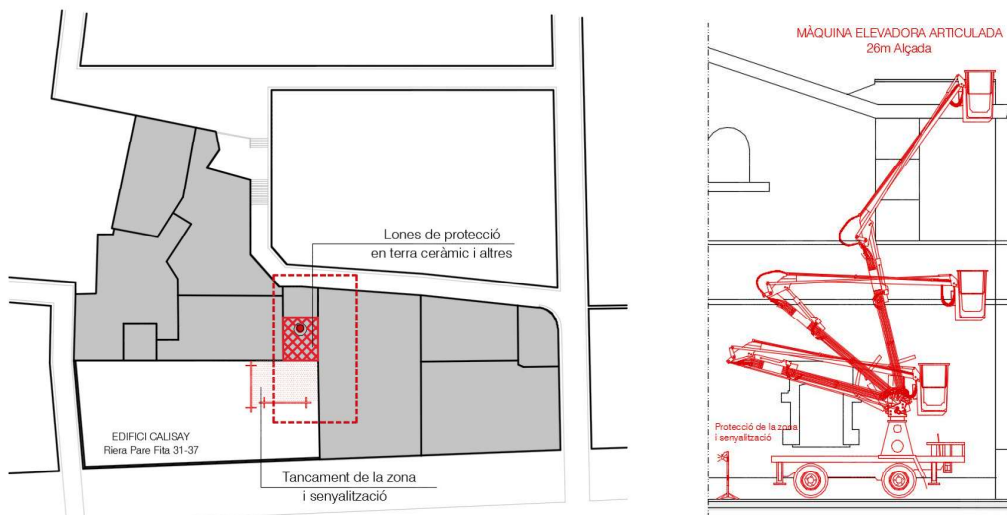 Lones de protecció
en terra ceràmic i altres
EDIFICI CALISAY
Riera Pare Fita 31-37
Tancament de la zona
i senyalització
MÀQUINA ELEVADORA ARTICULADA
26m Alçada
Protecció de la zona
i senyalització